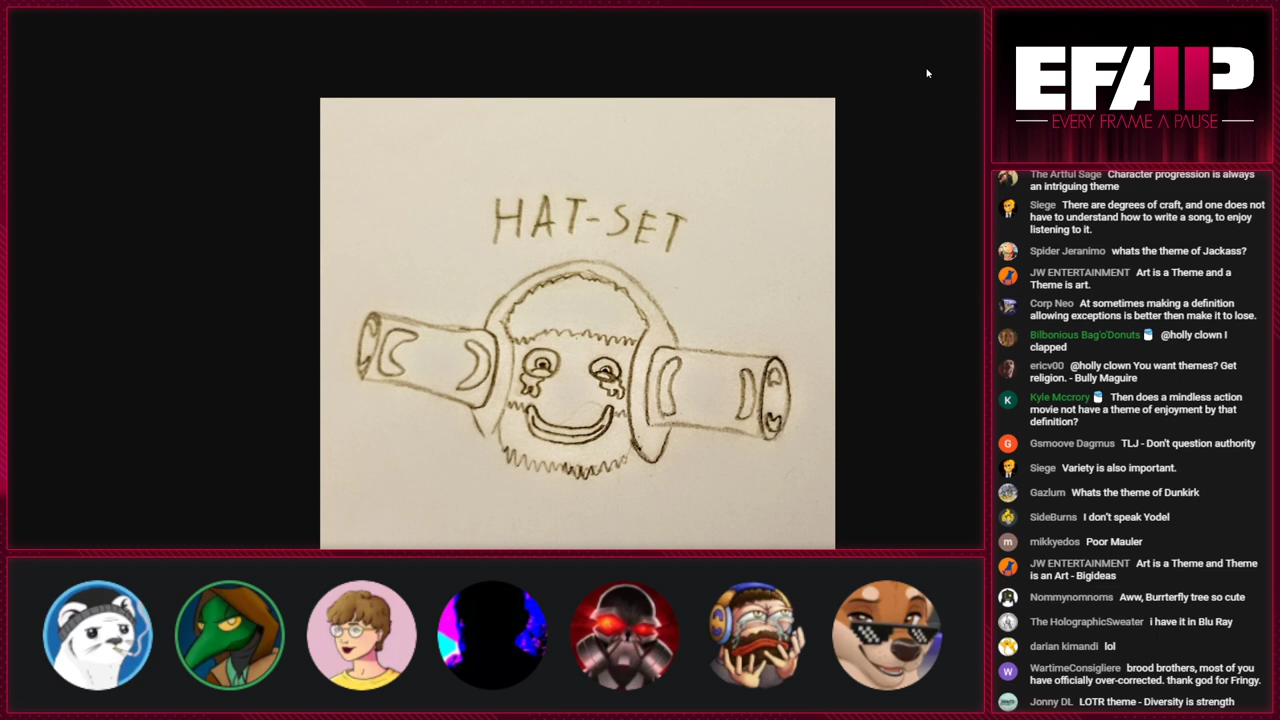 HAT-SET
EFAP
EVERY FRAME A PAUSE
The Artful Sage Character progression is always
an intriguing theme
Siege There are degrees of craft, and one does not
have to understand how to write a song, to enjoy
listening to it.
Spider Jeranimo whats the theme of Jackass?
JW ENTERTAINMENT Art is a Theme and a
Theme is art.
Corp Neo At sometimes making a definition
allowing exceptions is better then make it to lose.
Bilbonious Bag'o'Donuts @holly clown I
clapped
ericv00 @holly clown You want themes? Get
religion. - Bully Maguire
K Kyle Mccrory Then does a mindless action
movie not have a theme of enjoyment by that
definition?
G Gsmoove Dagmus TLJ - Don't question authority
Siege Variety is also important.
Gazlum Whats the theme of Dunkirk
SideBurns I don't speak Yodel
m mikkyedos Poor Mauler
JW ENTERTAINMENT Art is a Theme and Theme
is an Art - Bigideas
Nommynomnoms Aww, Burrterfly tree so cute
The HolographicSweater i have it in Blu Ray
darian kimandi lol
W WartimeConsigliere brood brothers, most of you
have officially over-corrected. thank god for Fringy.
Jonny DL LOTR theme - Diversity is strength